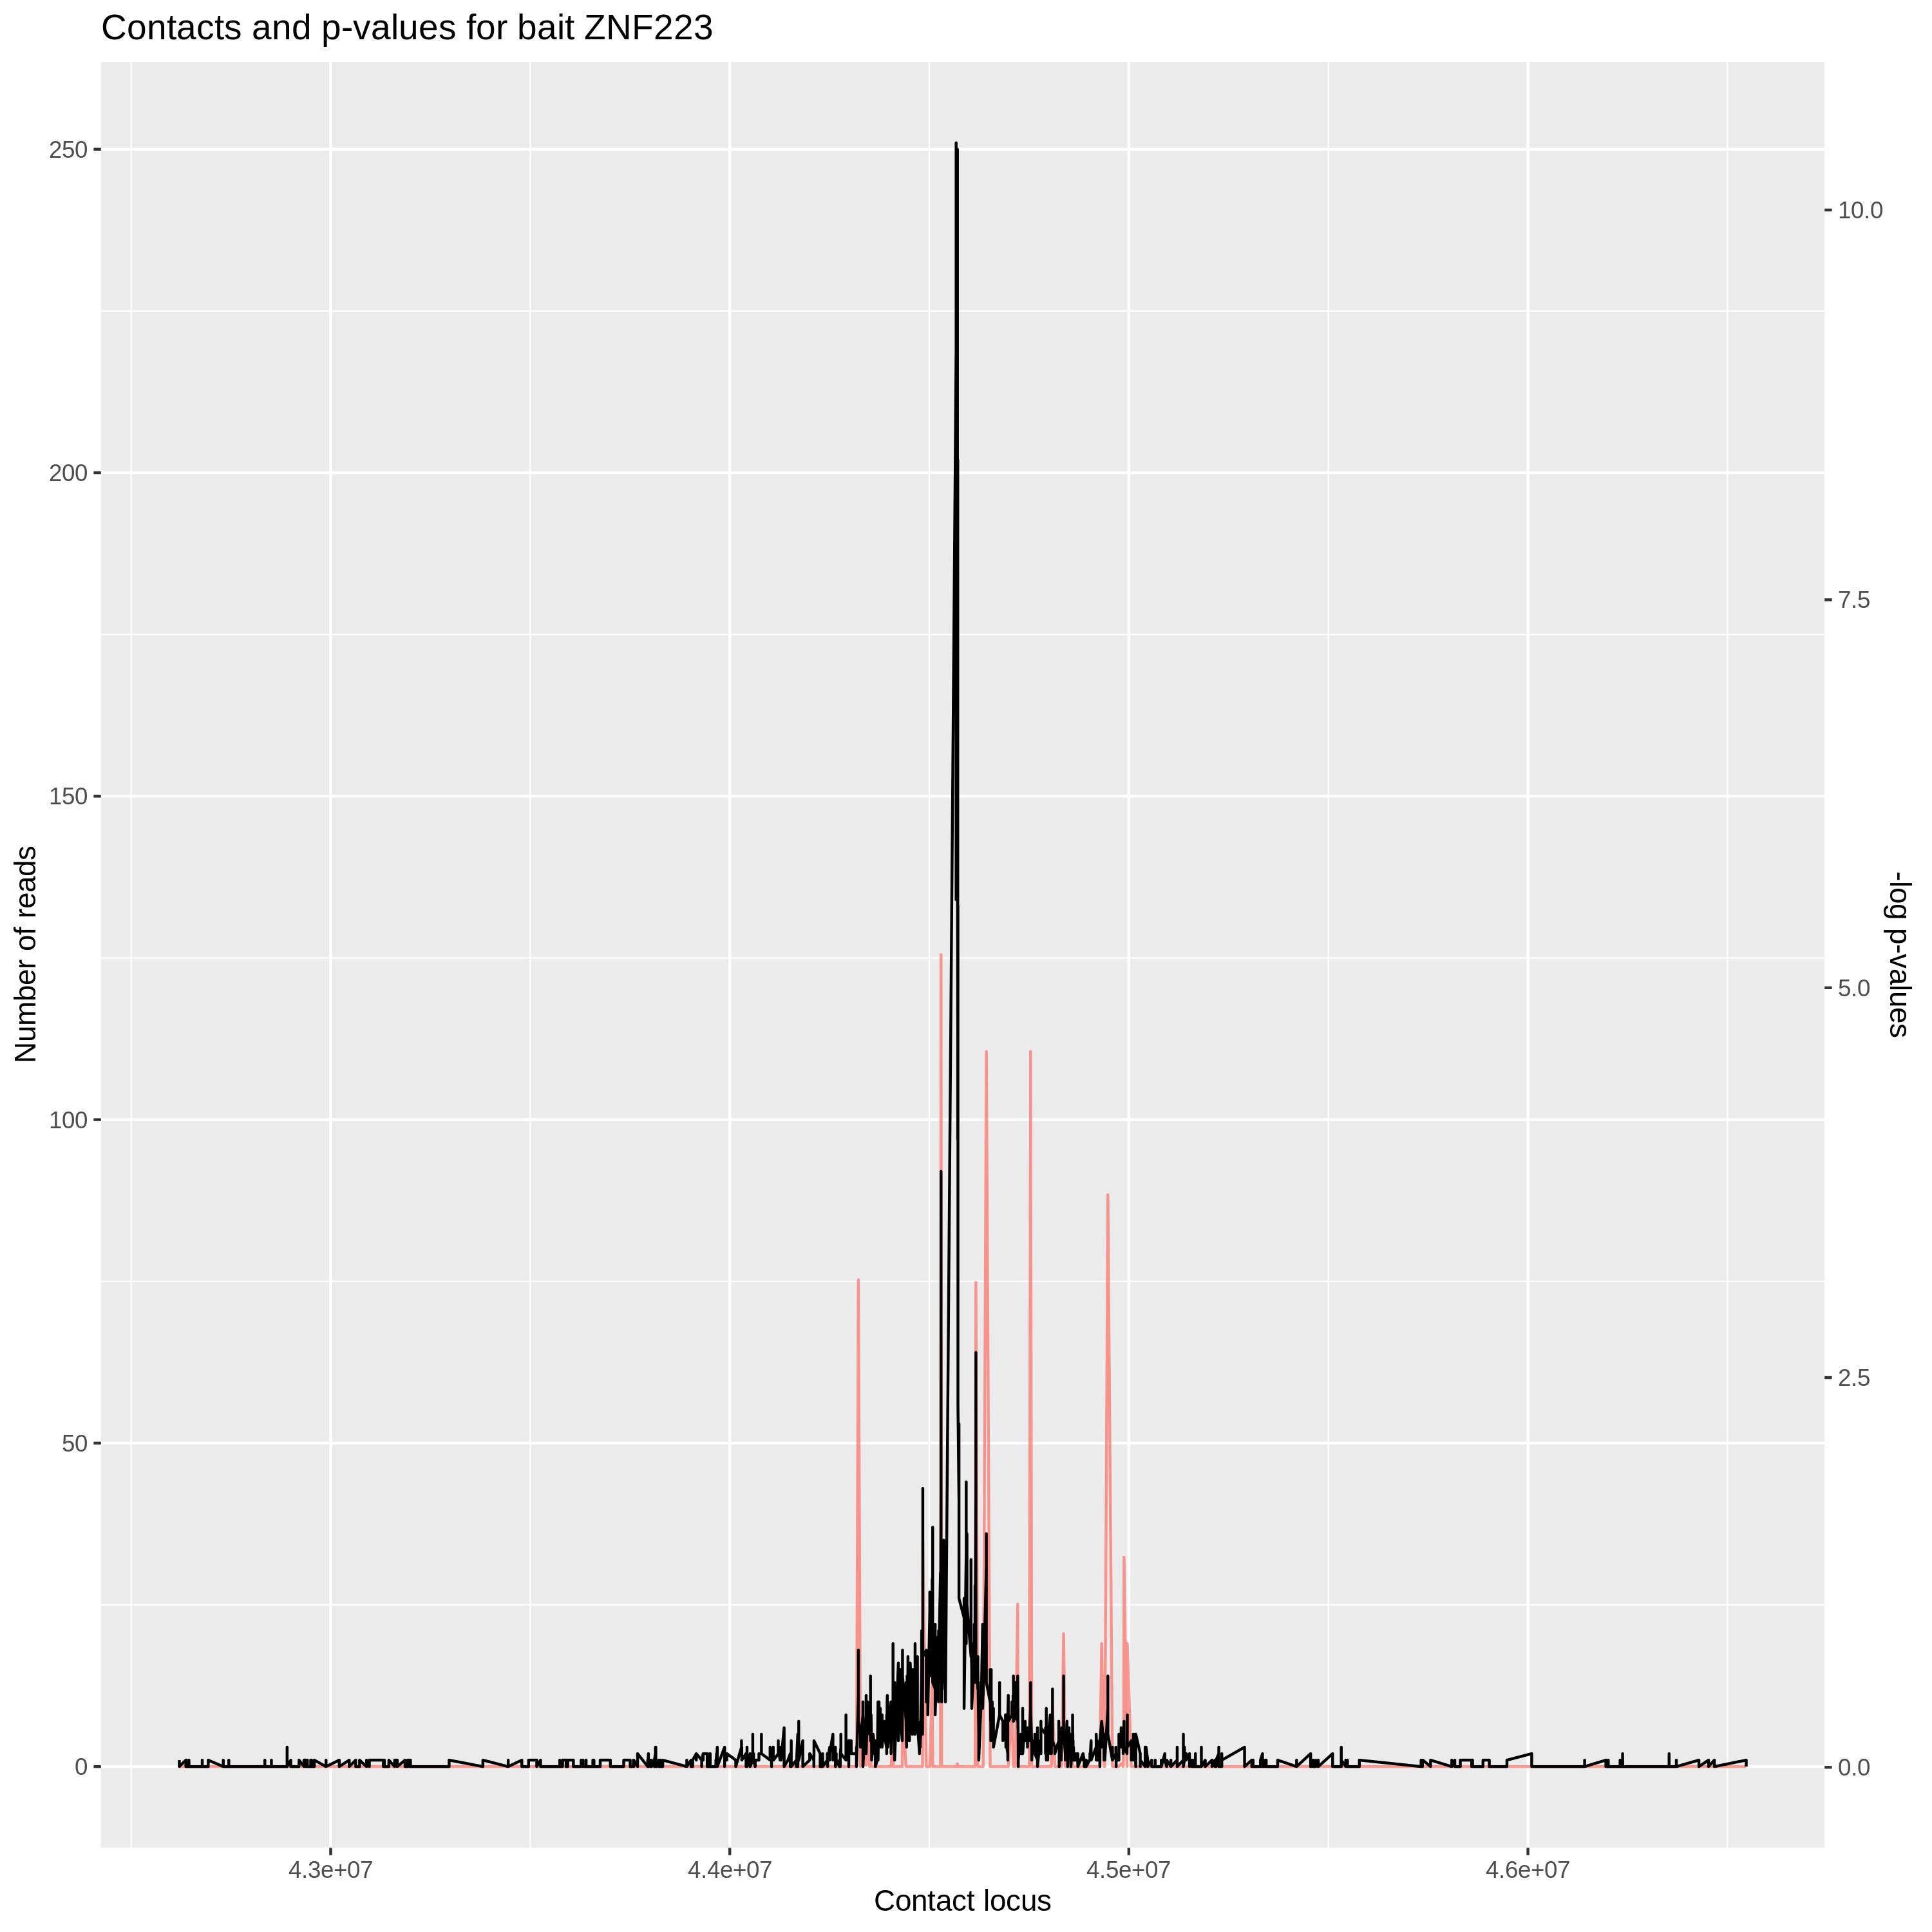 Contacts and p-values for bait ZNF223
250
200
150
100
50
0
Number of reads
10.0
7.5
5.0
2.5
0.0
-log p-values
4.3e+07
4.4e+07
4.5e+07
4.6e+07
Contact locus